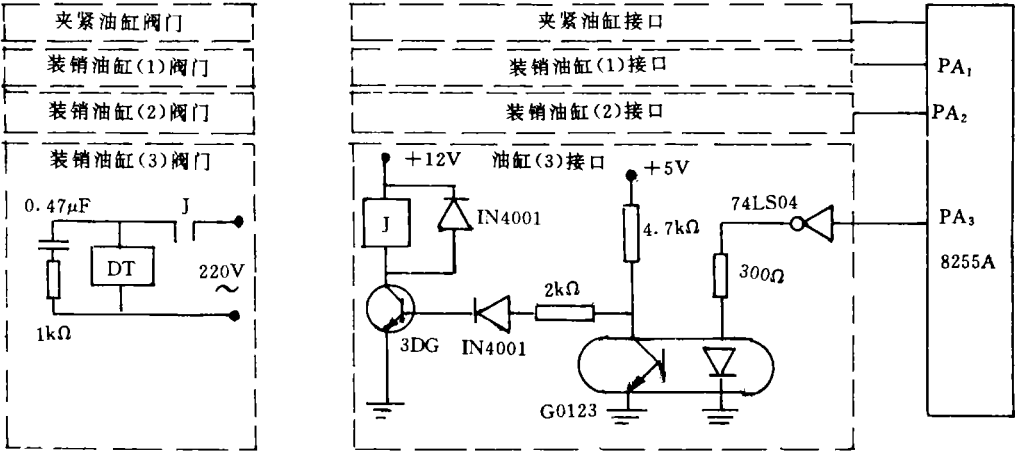 夹紧油缸阀门
夹紧油缸接口
装销油缸(1)阀门
装销油缸(1)接口
PA1
装销油缸(2)阀门
装销油缸(2)接口
PA2
装销油缸(3)阀门
+12V
油缸(3)接口
+5V
0.47μF
J
J
IN4001
4.7kΩ
74LS04
PA3
8255A
DT
220V
~
300Ω
2kΩ
1kΩ
3DG
IN4001
G0123